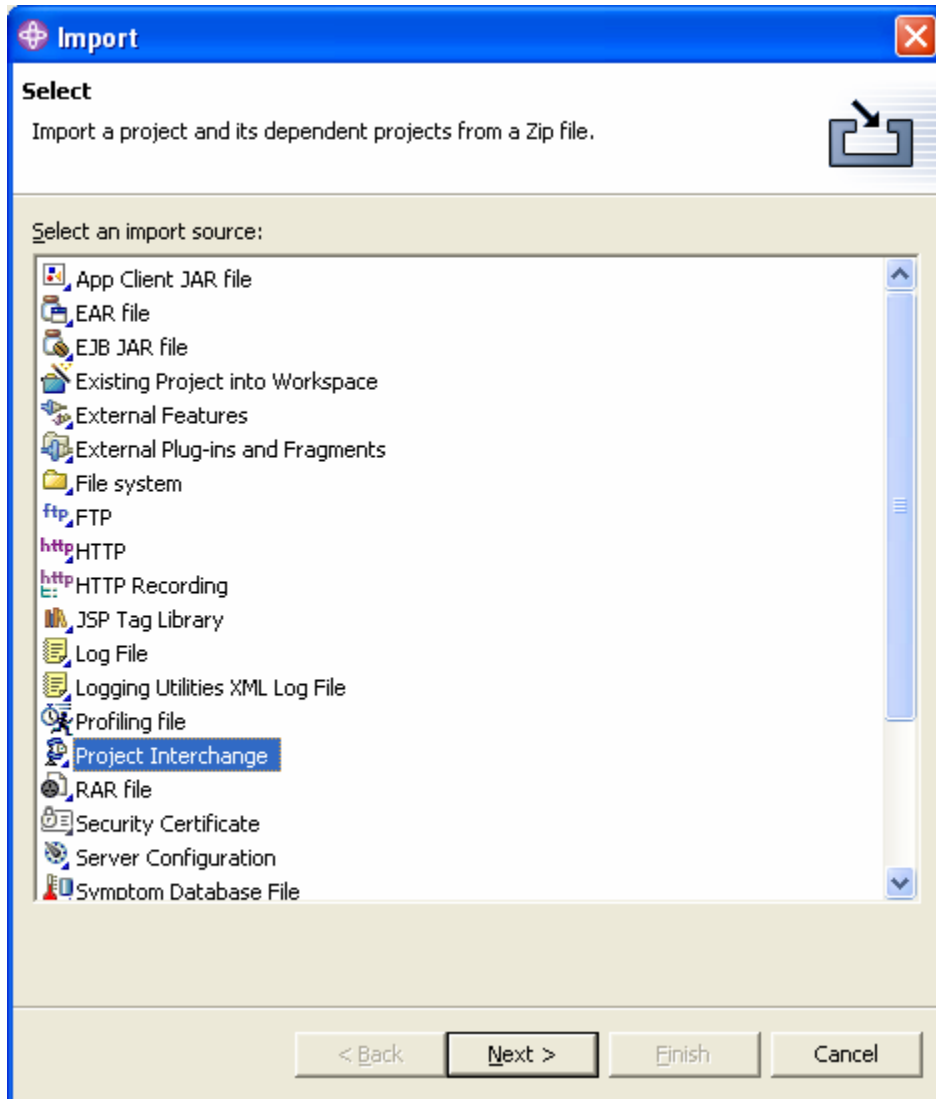 Import
Select
Import a project and its dependent projects from a Zip file.
Select an import source:
App Client JAR file
EAR file
EJB JAR file
Existing Project into Workspace
External Features
External Plug-ins and Fragments
File system
ftp FTP
http HTTP
http HTTP Recording
JSP Tag Library
Log File
Logging Utilities XML Log File
Profiling file
Project Interchange
RAR file
Security Certificate
Server Configuration
Symptom Database File
< Back Next > Finish Cancel